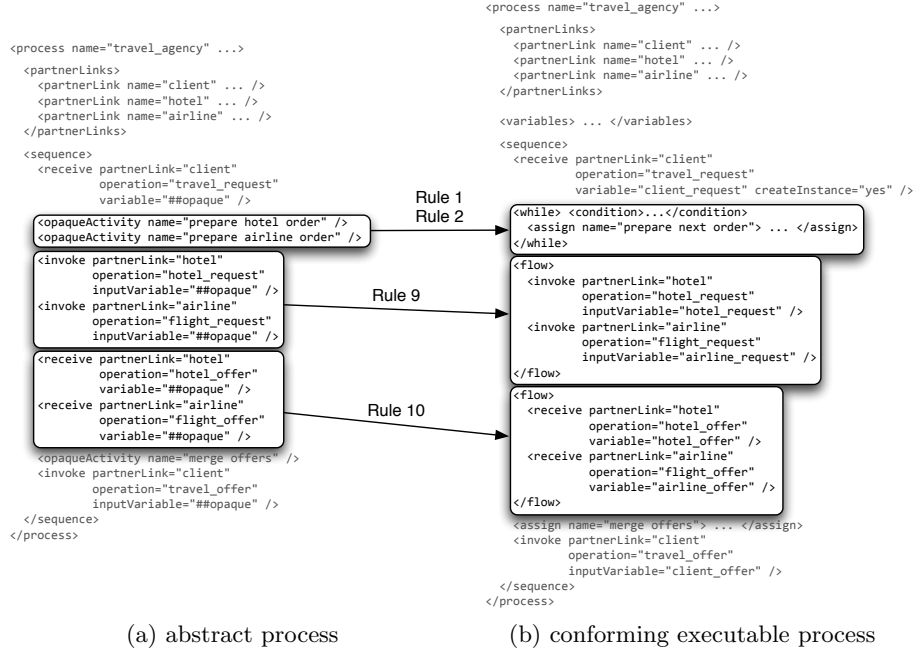 <process name="travel_agency" ...>
<partnerLinks>
<partnerLink name="client" ... />
<partnerLink name="hotel" ... />
<partnerLink name="airline" ... />
</partnerLinks>
<sequence>
<receive partnerLink="client"
operation="travel_request"
variable="##opaque" />
<opaqueActivity name="prepare hotel order" />
<opaqueActivity name="prepare airline order" />
<invoke partnerLink="hotel"
operation="hotel_request"
inputVariable="##opaque" />
<invoke partnerLink="airline"
operation="flight_request"
inputVariable="##opaque" />
<receive partnerLink="hotel"
operation="hotel_offer"
variable="##opaque" />
<receive partnerLink="airline"
operation="flight_offer"
variable="##opaque" />
<opaqueActivity name="merge offers" />
<invoke partnerLink="client"
operation="travel_offer"
inputVariable="##opaque" />
</sequence>
</process>
(a) abstract process
Rule 1
Rule 2
Rule 9
Rule 10
<process name="travel_agency" ...>
<partnerLinks>
<partnerLink name="client" ... />
<partnerLink name="hotel" ... />
<partnerLink name="airline" ... />
</partnerLinks>
<variables> ... </variables>
<sequence>
<receive partnerLink="client"
operation="travel_request"
variable="client_request" createInstance="yes" />
<while> <condition>...</condition>
<assign name="prepare next order"> ... </assign>
</while>
<flow>
<invoke partnerLink="hotel"
operation="hotel_request"
inputVariable="hotel_request" />
<invoke partnerLink="airline"
operation="flight_request"
inputVariable="airline_request" />
</flow>
<flow>
<receive partnerLink="hotel"
operation="hotel_offer"
variable="hotel_offer" />
<receive partnerLink="airline"
operation="flight_offer"
variable="airline_offer" />
</flow>
<assign name="merge offers"> ... </assign>
<invoke partnerLink="client"
operation="travel_offer"
inputVariable="client_offer" />
</sequence>
</process>
(b) conforming executable process